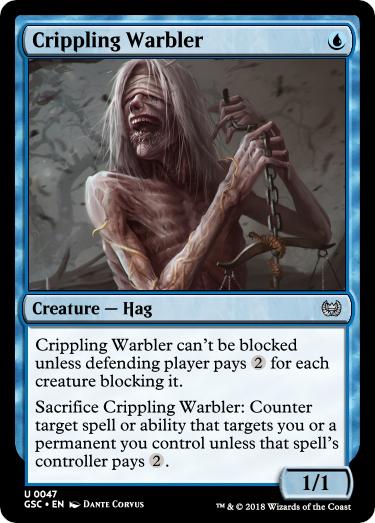 Crippling Warbler
Creature — Hag
Crippling Warbler can't be blocked
unless defending player pays 2 for each
creature blocking it.
Sacrifice Crippling Warbler: Counter
target spell or ability that targets you or a
permanent you control unless that spell's
controller pays 2.
1/1
U 0047
GSC • EN Dante Corvus
™ & © 2018 Wizards of the Coast